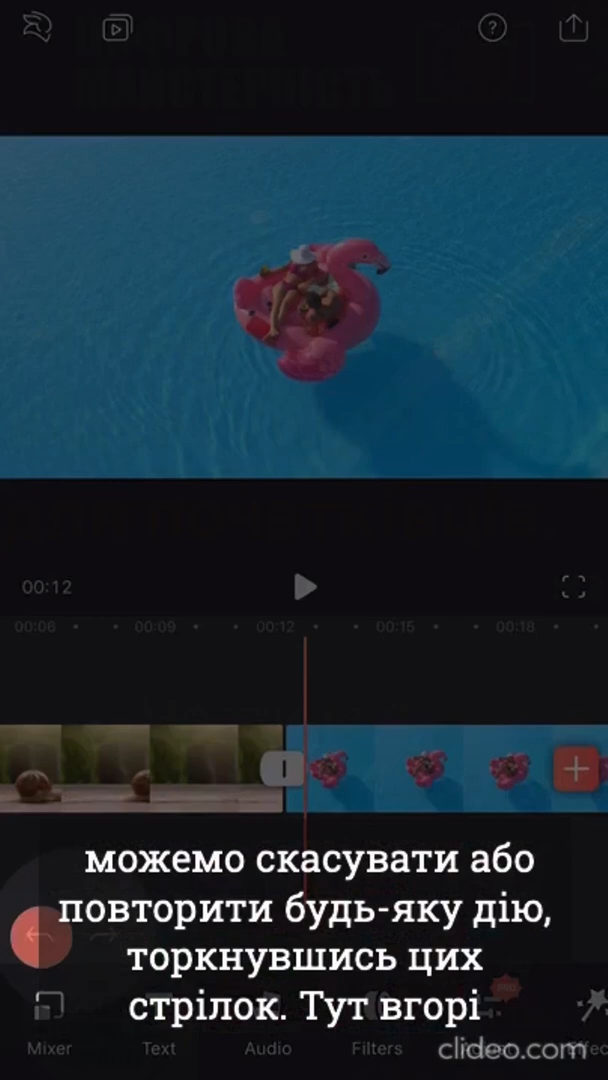 00:12
00:06 00:09 00:12 00:15 00:18
можемо скасувати або
повторити будь-яку дію,
торкнувшись цих
стрілок. Тут вгорі
PRO
Mixer Text Audio Filters
clideo.com